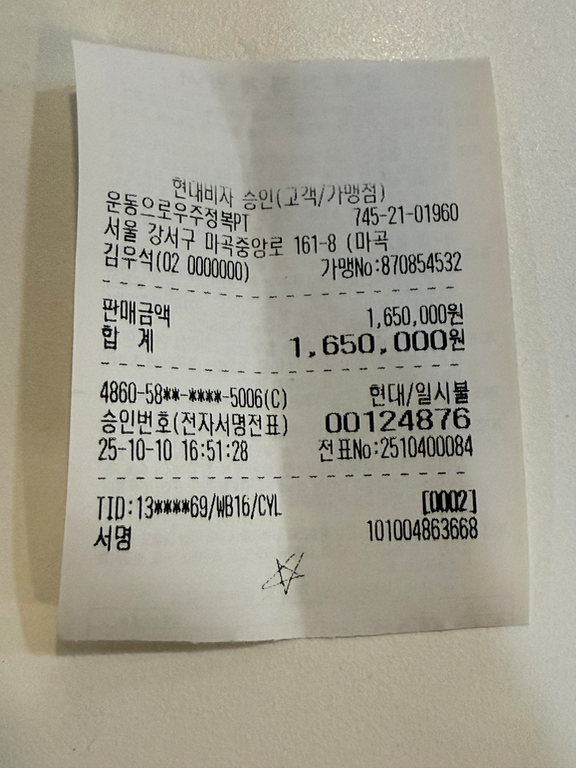 현대비자 승인(고객/가맹점)
운동으로우주정복PT 745-21-01960
서울 강서구 마곡중앙로 161-8 (마곡
김우석(02 0000000) 가맹No:870854532
판매금액 1,650,000원
합 계 1,650,000원
4860-58**-****-5006(C) 현대/일시불
승인번호(전자서명전표) 00124876
25-10-10 16:51:28 전표No:2510400084
TID:13****69/WB16/CYL [0002]
서명 101004863668